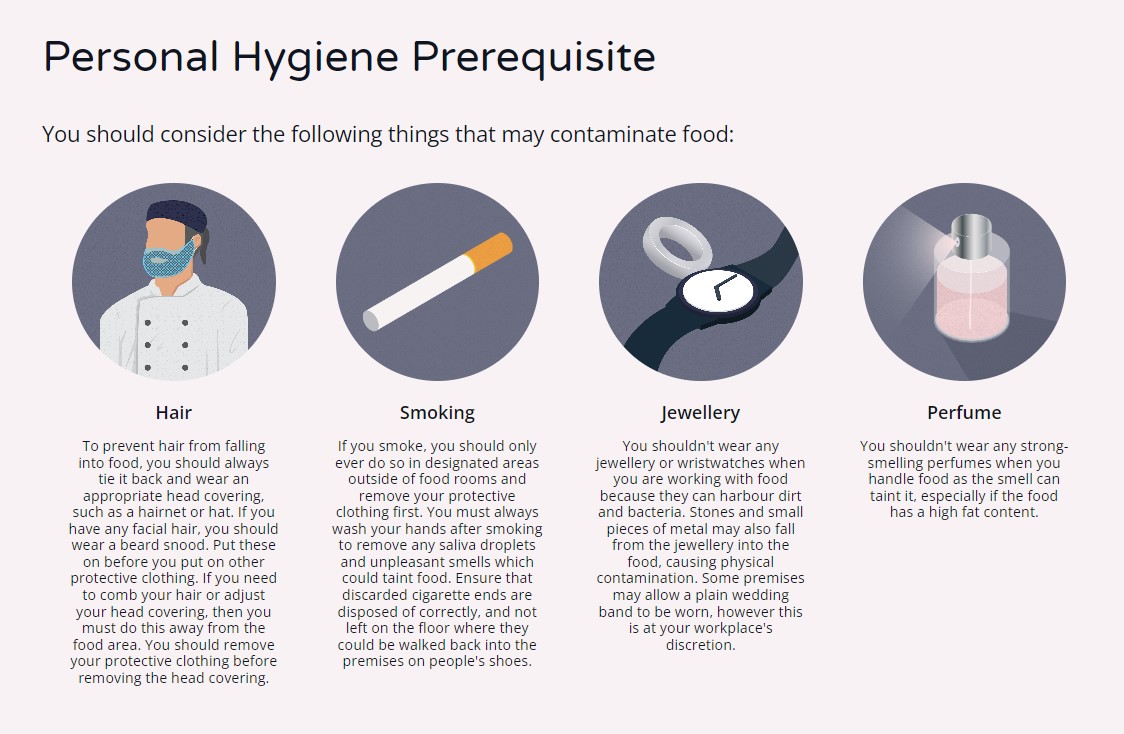 Personal Hygiene Prerequisite
You should consider the following things that may contaminate food:
Hair
To prevent hair from falling
into food, you should always
tie it back and wear an
appropriate head covering,
such as a hairnet or hat. If you
have any facial hair, you should
wear a beard snood. Put these
on before you put on other
protective clothing. If you need
to comb your hair or adjust
your head covering, then you
must do this away from the
food area. You should remove
your protective clothing before
removing the head covering.
Smoking
If you smoke, you should only
ever do so in designated areas
outside of food rooms and
remove your protective
clothing first. You must always
wash your hands after smoking
to remove any saliva droplets
and unpleasant smells which
could taint food. Ensure that
discarded cigarette ends are
disposed of correctly, and not
left on the floor where they
could be walked back into the
premises on people's shoes.
Jewellery
You shouldn't wear any
jewellery or wristwatches when
you are working with food
because they can harbour dirt
and bacteria. Stones and small
pieces of metal may also fall
from the jewellery into the
food, causing physical
contamination. Some premises
may allow a plain wedding
band to be worn, however this
is at your workplace's
discretion.
Perfume
You shouldn't wear any strong-
smelling perfumes when you
handle food as the smell can
taint it, especially if the food
has a high fat content.